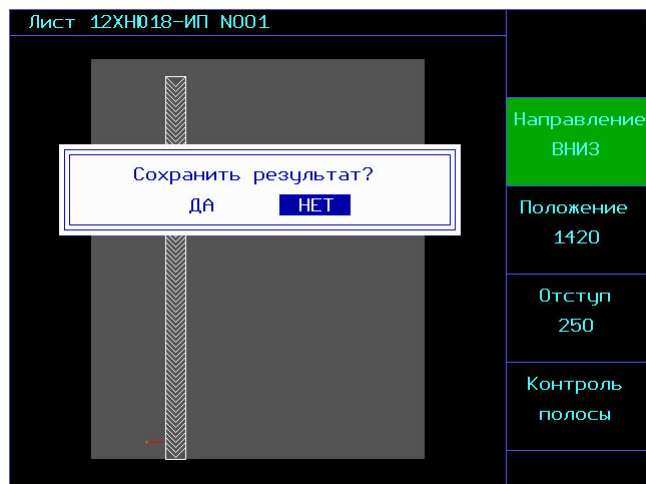 Лист 12ХН018-ИП N001
Сохранить результат?
ДА НЕТ
Направление
ВНИЗ
Положение
1420
Отступ
250
Контроль
полосы